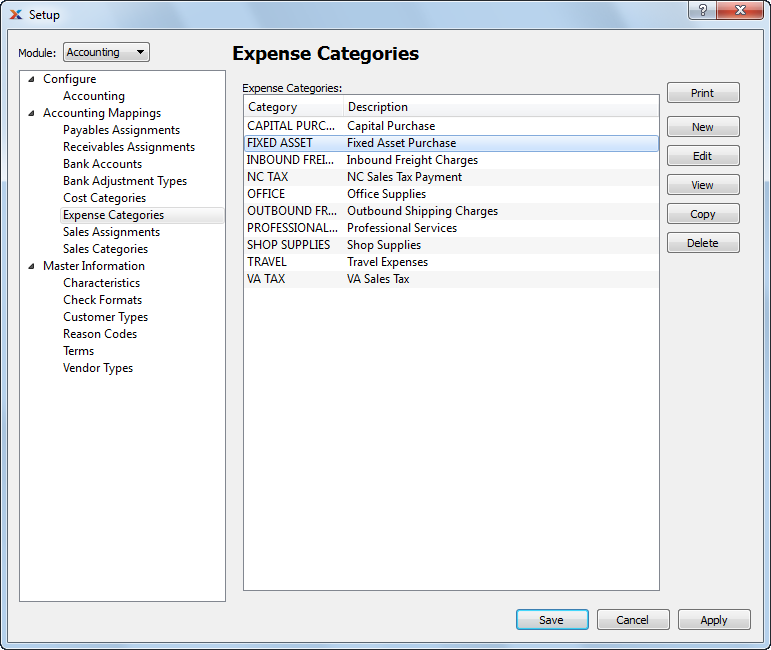 Setup
?
Module: Accounting
Expense Categories
Configure
Accounting
Accounting Mappings
Payables Assignments
Receivables Assignments
Bank Accounts
Bank Adjustment Types
Cost Categories
Expense Categories
Sales Assignments
Sales Categories
Master Information
Characteristics
Check Formats
Customer Types
Reason Codes
Terms
Vendor Types
Expense Categories:
Category Description
CAPITAL PURC... Capital Purchase
FIXED ASSET Fixed Asset Purchase
INBOUND FREI... Inbound Freight Charges
NC TAX NC Sales Tax Payment
OFFICE Office Supplies
OUTBOUND FR... Outbound Shipping Charges
PROFESSIONAL... Professional Services
SHOP SUPPLIES Shop Supplies
TRAVEL Travel Expenses
VA TAX VA Sales Tax
Print
New
Edit
View
Copy
Delete
Save Cancel Apply